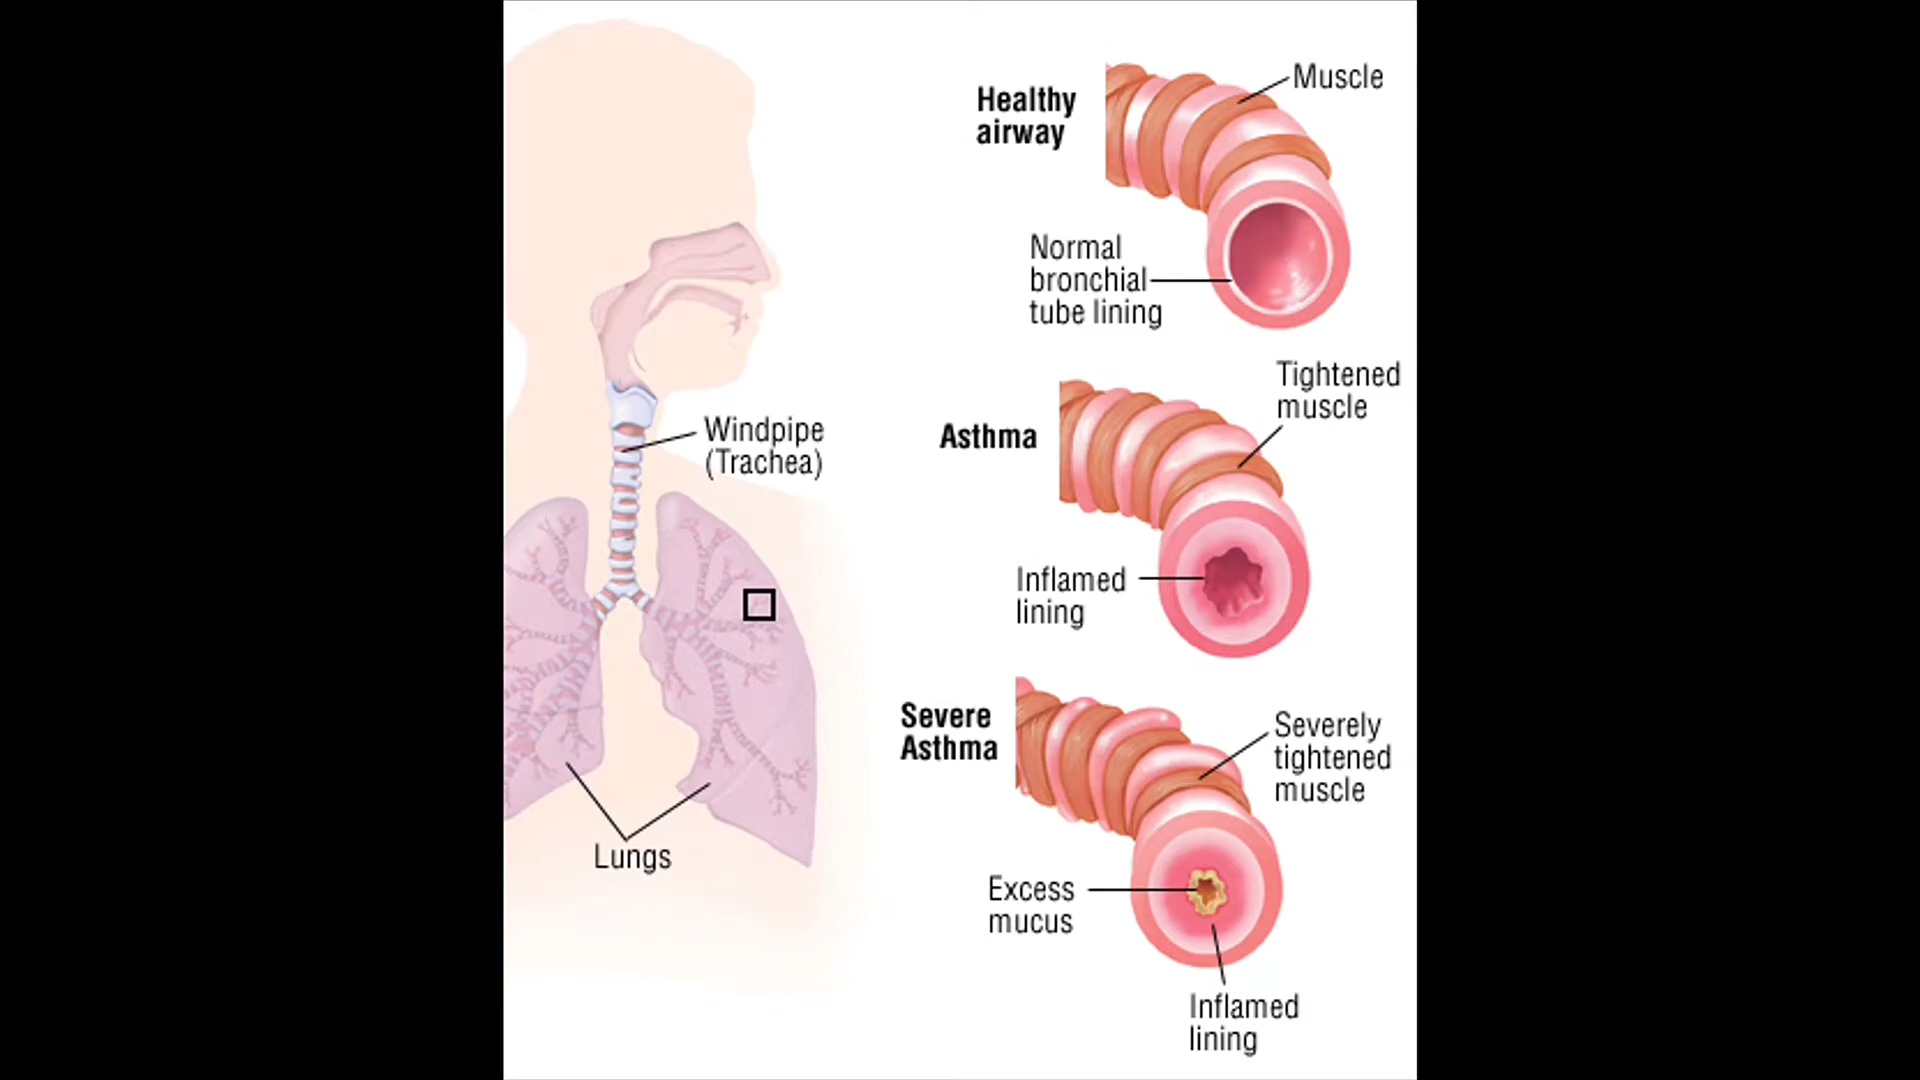 Healthy
airway
Muscle
Normal
bronchial
tube lining
Windpipe
(Trachea)
Lungs
Asthma
Tightened
muscle
Inflamed
lining
Severe
Asthma
Severely
tightened
muscle
Excess
mucus
Inflamed
lining